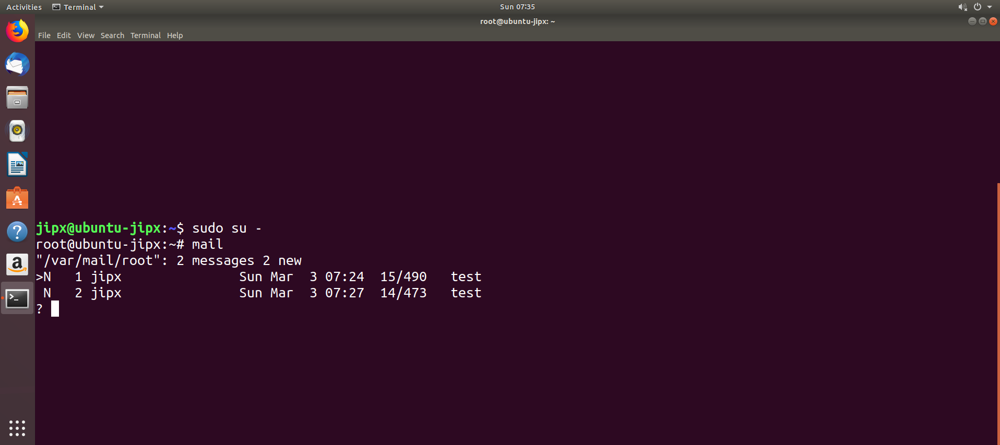 Activities Terminal Sun 07:35
root@ubuntu-jipx: ~
File Edit View Search Terminal Help
jipx@ubuntu-jipx:~$ sudo su -
root@ubuntu-jipx:~# mail
"/var/mail/root": 2 messages 2 new
>N   1 jipx               Sun Mar  3 07:24  15/490   test
 N   2 jipx               Sun Mar  3 07:27  14/473   test
?